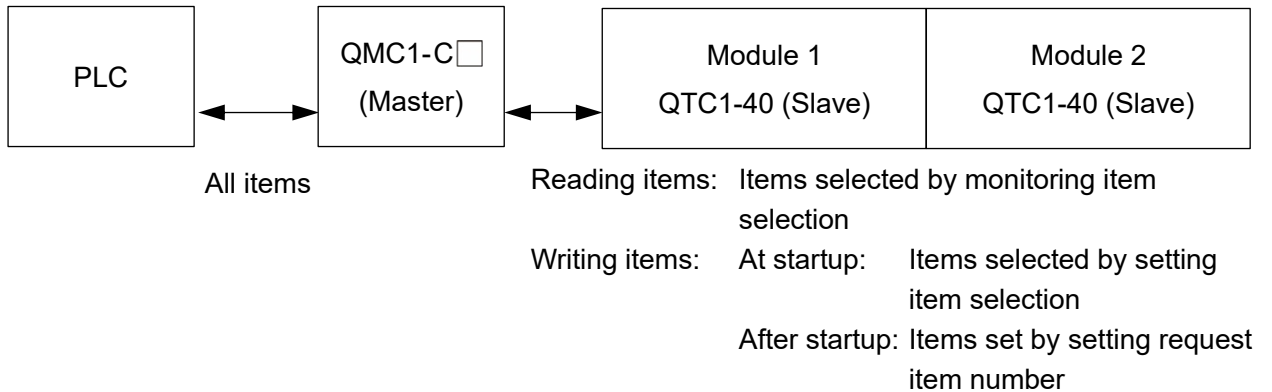 PLC
QMC1-C□
(Master)
Module 1
QTC1-40 (Slave)
Module 2
QTC1-40 (Slave)
All items
Reading items: Items selected by monitoring item
selection
Writing items: At startup: Items selected by setting
item selection
After startup: Items set by setting request
item number